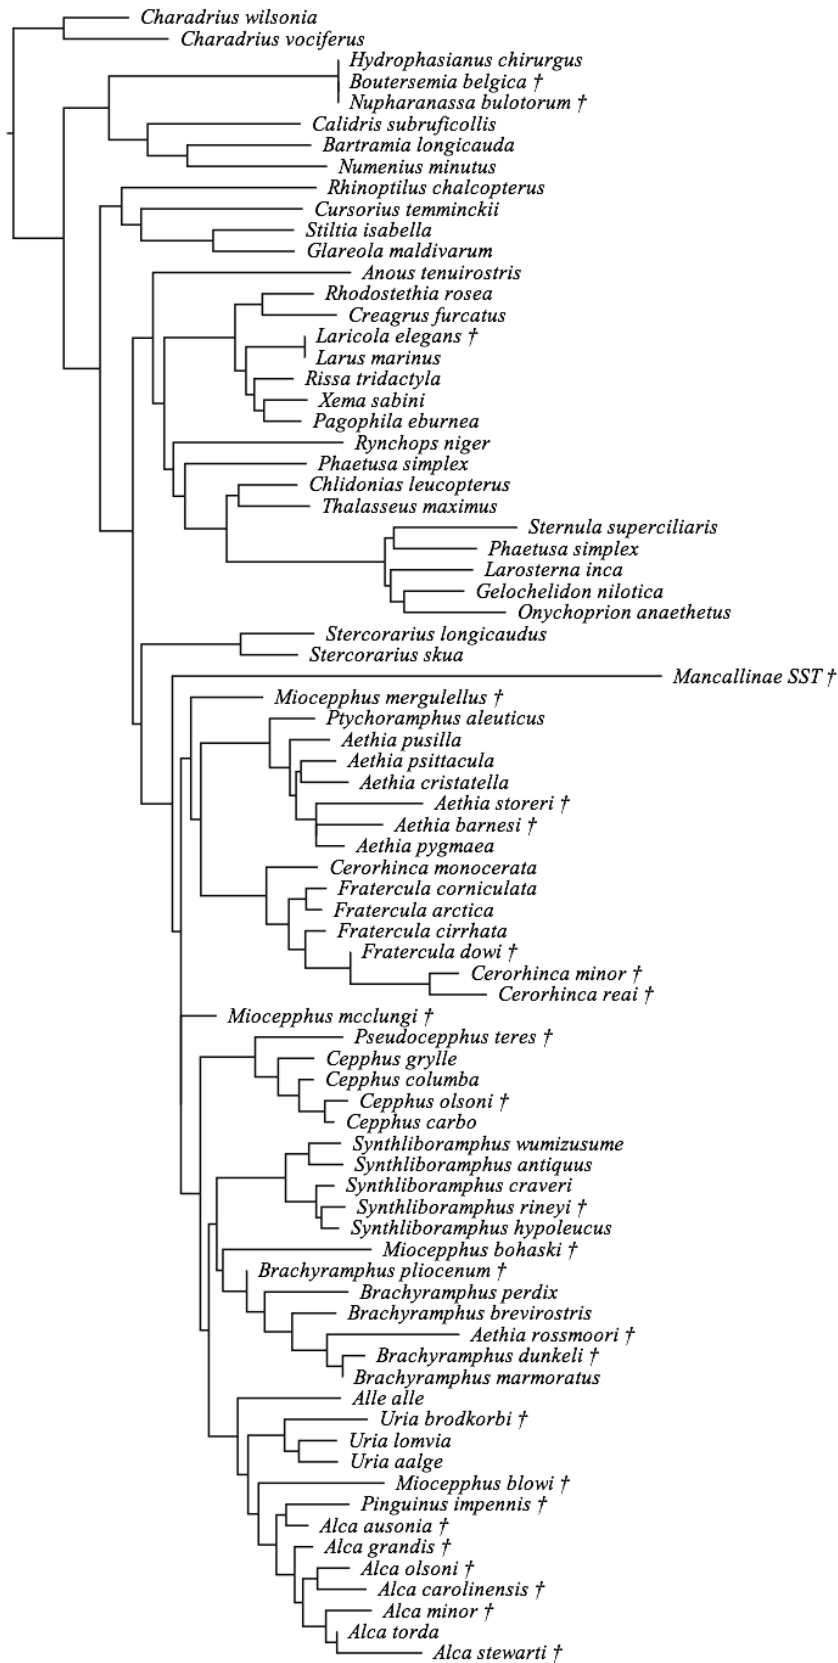 Charadrius wilsonia
Charadrius vociferus
Hydrophasianus chirurgus
Boutersemia belgica †
Nupharanassa bulotorum †
Calidris subruficollis
Bartramia longicauda
Numenius minutus
Rhinoptilus chalcopterus
Cursorius temminckii
Stiltia isabella
Glareola maldivarum
Anous tenuirostris
Rhodostethia rosea
Creagrus furcatus
Laricola elegans †
Larus marinus
Rissa tridactyla
Xema sabini
Pagophila eburnea
Rynchops niger
Phaetusa simplex
Chlidonias leucopterus
Thalasseus maximus
Sternula superciliaris
Phaetusa simplex
Larosterna inca
Gelochelidon nilotica
Onychoprion anaethetus
Stercorarius longicaudus
Stercorarius skua
Mancallinae SST †
Miocepphus mergulellus †
Ptychoramphus aleuticus
Aethia pusilla
Aethia psittacula
Aethia cristatella
Aethia storeri †
Aethia barnesi †
Aethia pygmaea
Cerorhinca monocerata
Fratercula corniculata
Fratercula arctica
Fratercula cirrhata
Fratercula dowi †
Cerorhinca minor †
Cerorhinca reai †
Miocepphus mcclungi †
Pseudocepphus teres †
Cepphus grylle
Cepphus columba
Cepphus olsoni †
Cepphus carbo
Synthliboramphus wumizusume
Synthliboramphus antiquus
Synthliboramphus craveri
Synthliboramphus rineyi †
Synthliboramphus hypoleucus
Miocepphus bohaski †
Brachyramphus pliocenum †
Brachyramphus perdix
Brachyramphus brevirostris
Aethia rossmoori †
Brachyramphus dunkeli †
Brachyramphus marmoratus
Alle alle
Uria brodkorbi †
Uria lomvia
Uria aalge
Miocepphus blowi †
Pinguinus impennis †
Alca ausonia †
Alca grandis †
Alca olsoni †
Alca carolinensis †
Alca minor †
Alca torda
Alca stewarti †